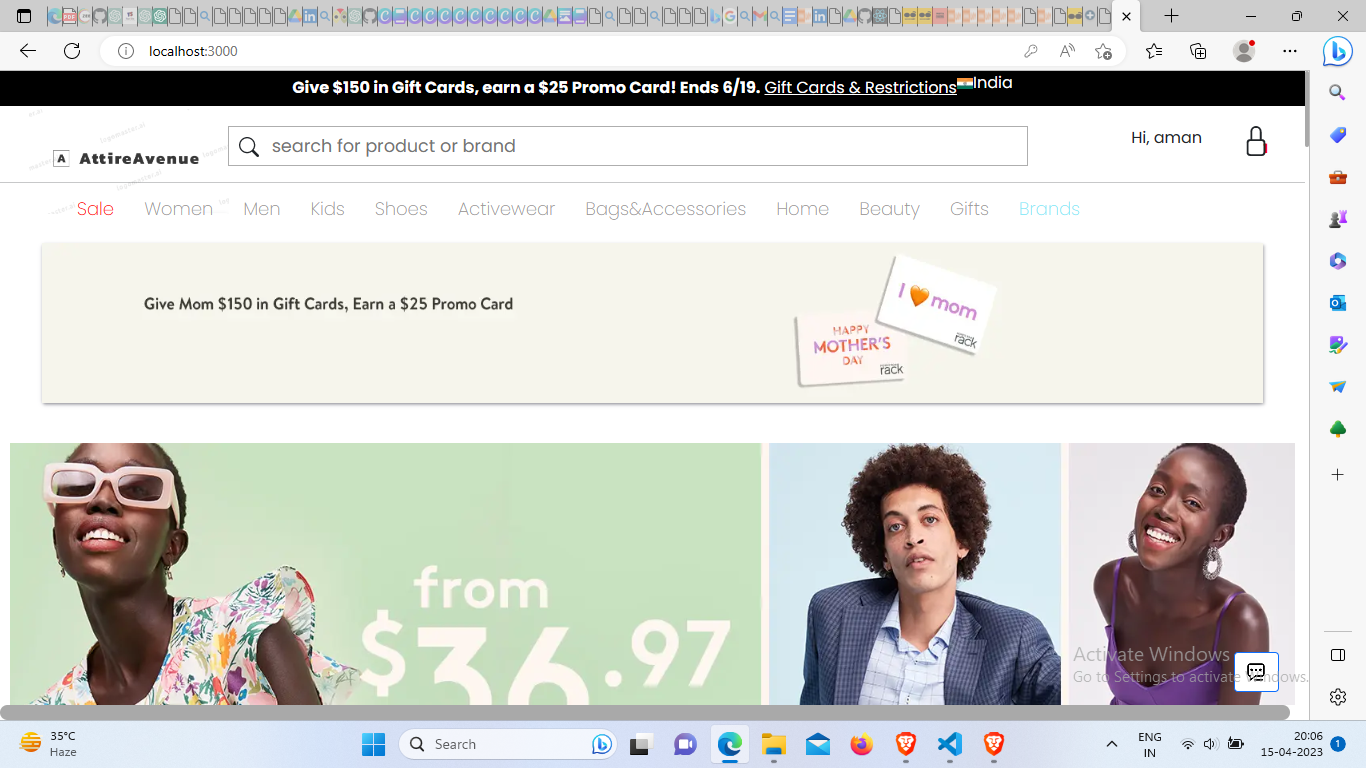 localhost:3000
Give $150 in Gift Cards, earn a $25 Promo Card! Ends 6/19. Gift Cards & Restrictions India
A AttireAvenue
search for product or brand
Hi, aman
Sale Women Men Kids Shoes Activewear Bags&Accessories Home Beauty Gifts Brands
Give Mom $150 in Gift Cards, Earn a $25 Promo Card
I 🧡 mom
rack
HAPPY
MOTHER'S
DAY
rack
from
$36.97
Activate Windows
Go to Settings to activate Windows.
35°C
Haze
Search
ENG
IN
20:06
15-04-2023
1